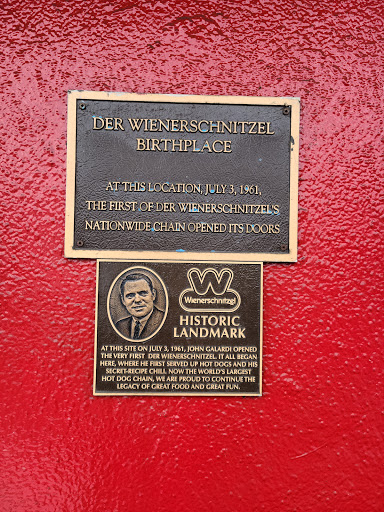 DER WIENERSCHNITZEL
BIRTHPLACE
AT THIS LOCATION, JULY 3, 1961,
THE FIRST OF DER WIENERSCHNITZEL'S
NATIONWIDE CHAIN OPENED ITS DOORS
W
Wienerschnitzel
HISTORIC
LANDMARK
AT THIS SITE ON JULY 3, 1961, JOHN GALARDI OPENED
THE VERY FIRST DER WIENERSCHNITZEL. IT ALL BEGAN
HERE, WHERE HE FIRST SERVED UP HOT DOGS AND HIS
SECRET-RECIPE CHILI. NOW THE WORLD'S LARGEST
HOT DOG CHAIN, WE ARE PROUD TO CONTINUE THE
LEGACY OF GREAT FOOD AND GREAT FUN.